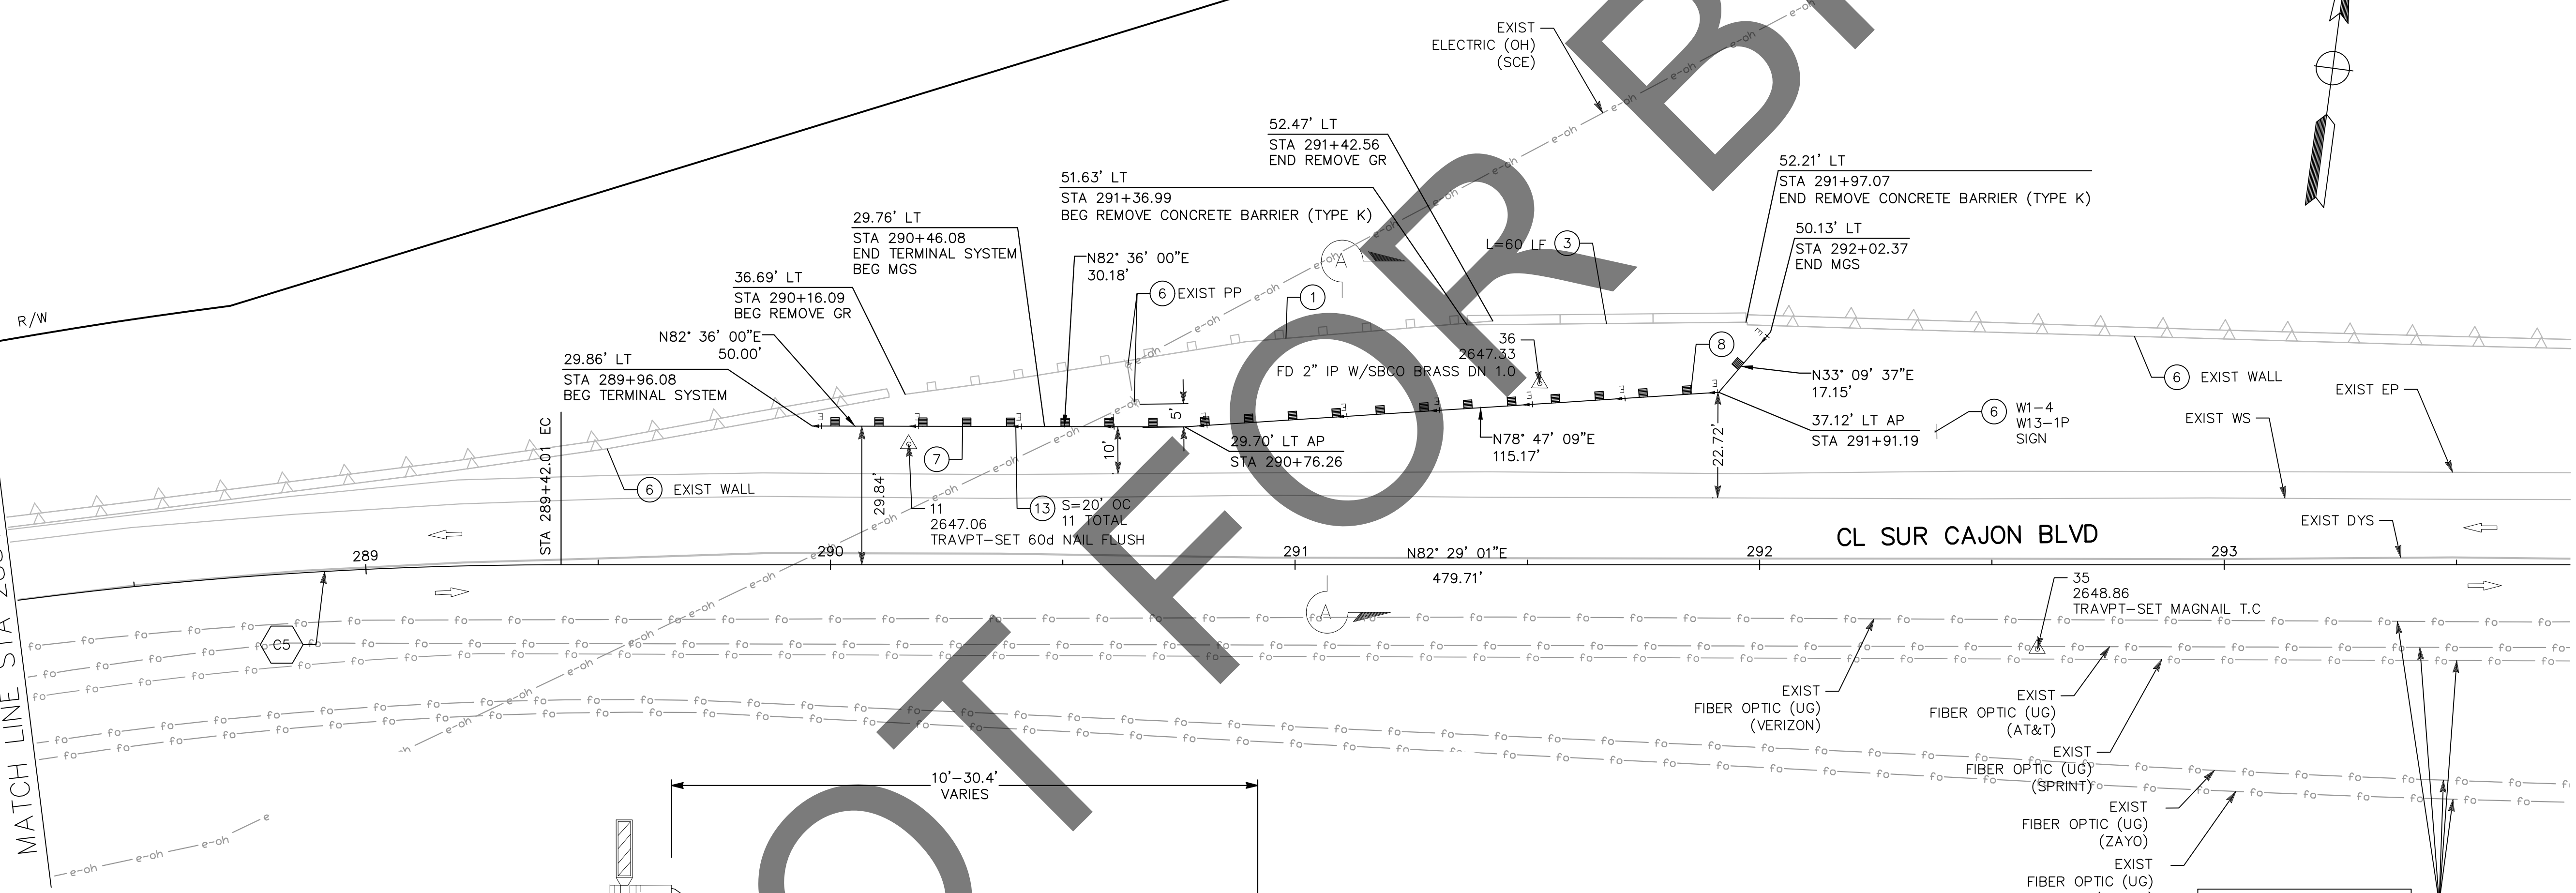 EXIST
ELECTRIC (OH)
(SCE)
52.47' LT
STA 291+42.56
END REMOVE GR
51.63' LT
STA 291+36.99
BEG REMOVE CONCRETE BARRIER (TYPE K)
52.21' LT
STA 291+97.07
END REMOVE CONCRETE BARRIER (TYPE K)
50.13' LT
STA 292+02.37
END MGS
29.76' LT
STA 290+46.08
END TERMINAL SYSTEM
BEG MGS
N82° 36' 00"E
30.18'
L=60 LF 3
A
36.69' LT
STA 290+16.09
BEG REMOVE GR
6 EXIST PP
1
R/W
N82° 36' 00"E
50.00'
29.86' LT
STA 289+96.08
BEG TERMINAL SYSTEM
36
2647.33
FD 2" IP W/SBCO BRASS DN 1.0
8
N33° 09' 37"E
17.15'
6 EXIST WALL
EXIST EP
EXIST WS
5'
10'
29.70' LT AP
STA 290+76.26
N78° 47' 09"E
115.17'
22.72'
37.12' LT AP
STA 291+91.19
6 W1-4
W13-1P
SIGN
7
6 EXIST WALL
STA 289+42.01 EC
29.84'
11
2647.06
TRAVPT-SET 60d NAIL FLUSH
13 S=20' OC
11 TOTAL
EXIST DYS
CL SUR CAJON BLVD
289
290
291
N82° 29' 01"E
479.71'
292
293
35
2648.86
TRAVPT-SET MAGNAIL T.C
A
C5
MATCH LINE STA
EXIST
FIBER OPTIC (UG)
(VERIZON)
EXIST
FIBER OPTIC (UG)
(AT&T)
EXIST
FIBER OPTIC (UG)
(SPRINT)
EXIST
FIBER OPTIC (UG)
(ZAYO)
EXIST
FIBER OPTIC (UG)
10'-30.4'
VARIES
e-oh
fo
OT FOR BI